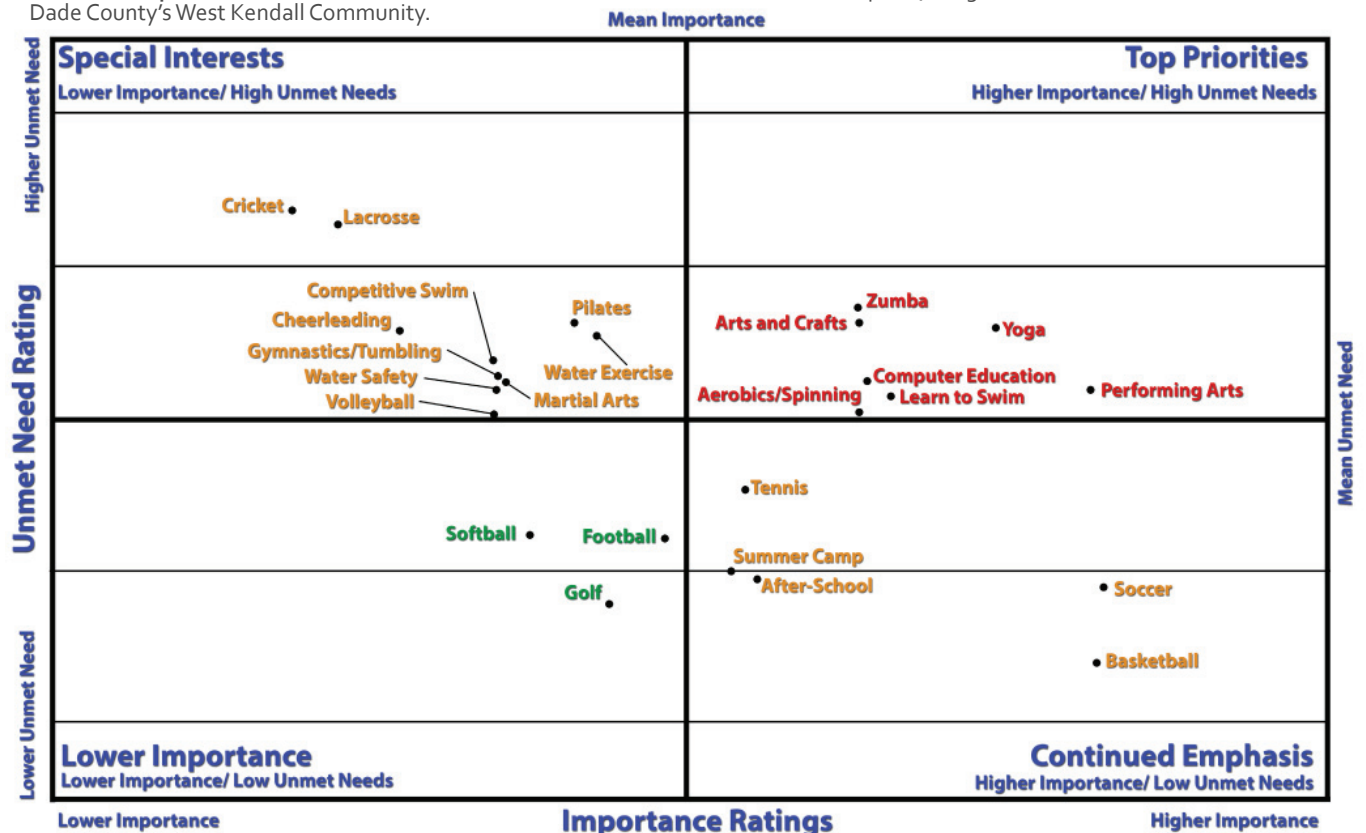 Dade County's West Kendall Community.
Mean Importance
Special Interests
Lower Importance/ High Unmet Needs
Top Priorities
Higher Importance/ High Unmet Needs
Higher Unmet Need
Cricket
Lacrosse
Competitive Swim
Cheerleading
Gymnastics/Tumbling
Water Safety
Volleyball
Pilates
Water Exercise
Martial Arts
Zumba
Arts and Crafts
Yoga
Computer Education
Aerobics/Spinning
Learn to Swim
Performing Arts
Unmet Need Rating
Mean Unmet Need
Tennis
Softball
Football
Summer Camp
After-School
Golf
Soccer
Basketball
Lower Unmet Need
Lower Importance
Lower Importance/ Low Unmet Needs
Continued Emphasis
Higher Importance/ Low Unmet Needs
Lower Importance
Importance Ratings
Higher Importance